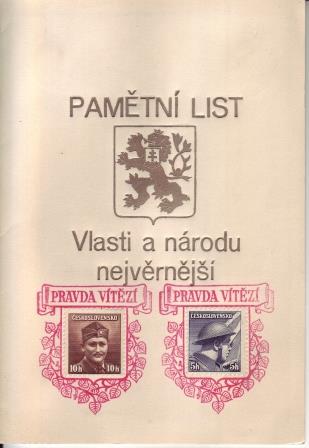 PAMĚTNÍ LIST
Vlasti a národu
nejvěrnější
PRAVDA VÍTĚZÍ
PRAVDA VÍTĚZÍ
ČESKOSLOVENSKO
10h 10h
ČESKOSLOVENSKO
5h 5h